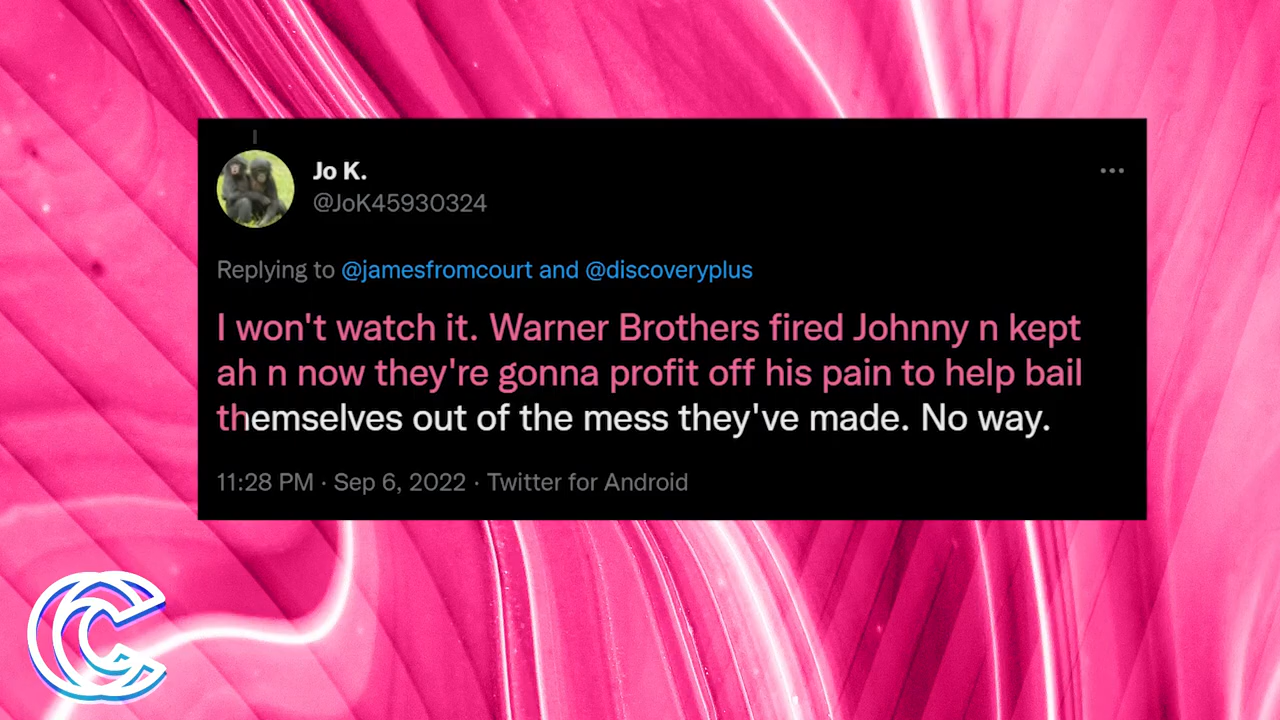 Jo K.
@JoK45930324
Replying to @jamesfromcourt and @discoveryplus
I won't watch it. Warner Brothers fired Johnny n kept
ah n now they're gonna profit off his pain to help bail
themselves out of the mess they've made. No way.
11:28 PM · Sep 6, 2022 · Twitter for Android